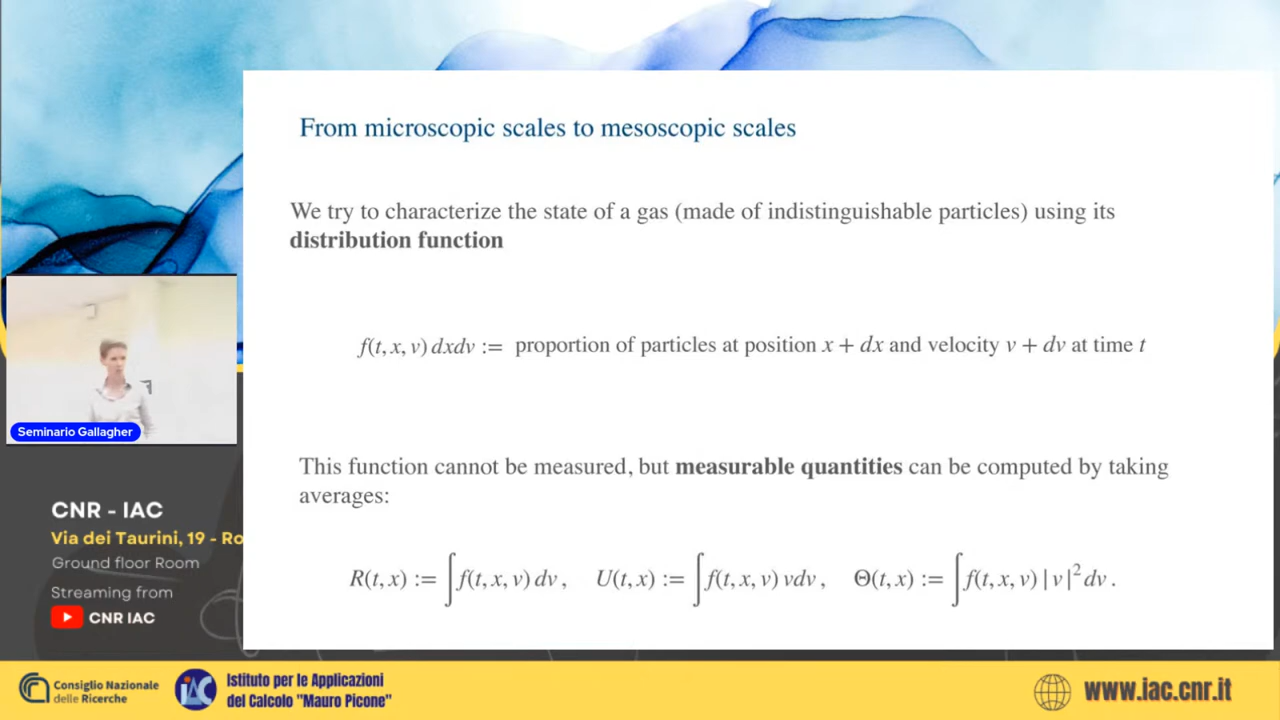 From microscopic scales to mesoscopic scales
We try to characterize the state of a gas (made of indistinguishable particles) using its
distribution function
f(t, x, v) dxdv := proportion of particles at position x + dx and velocity v + dv at time t
This function cannot be measured, but measurable quantities can be computed by taking
averages:
R(t, x) := ∫f(t, x, v) dv , U(t, x) := ∫f(t, x, v) vdv , Θ(t, x) := ∫f(t, x, v) | v |² dv .
Seminario Gallagher
CNR - IAC
Via dei Taurini, 19 - Ro
Ground floor Room
Streaming from
CNR IAC
Consiglio Nazionale
delle Ricerche
IAC
Istituto per le Applicazioni
del Calcolo "Mauro Picone"
www.iac.cnr.it